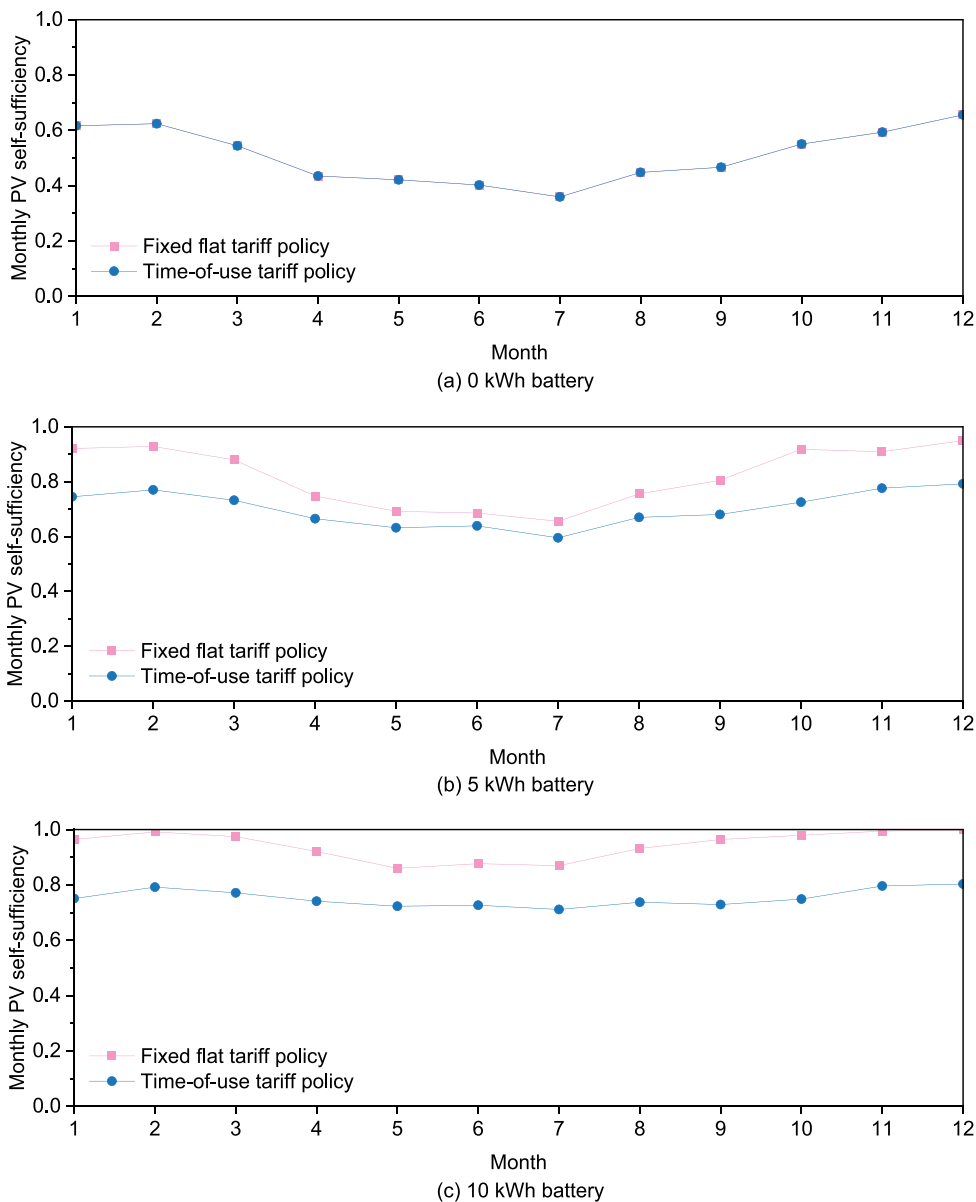 Monthly PV self-sufficiency
1.0
0.8
0.6
0.4
0.2
0.0
Fixed flat tariff policy
Time-of-use tariff policy
1 2 3 4 5 6 7 8 9 10 11 12
Month
(a) 0 kWh battery
Monthly PV self-sufficiency
1.0
0.8
0.6
0.4
0.2
0.0
Fixed flat tariff policy
Time-of-use tariff policy
1 2 3 4 5 6 7 8 9 10 11 12
Month
(b) 5 kWh battery
Monthly PV self-sufficiency
1.0
0.8
0.6
0.4
0.2
0.0
Fixed flat tariff policy
Time-of-use tariff policy
1 2 3 4 5 6 7 8 9 10 11 12
Month
(c) 10 kWh battery